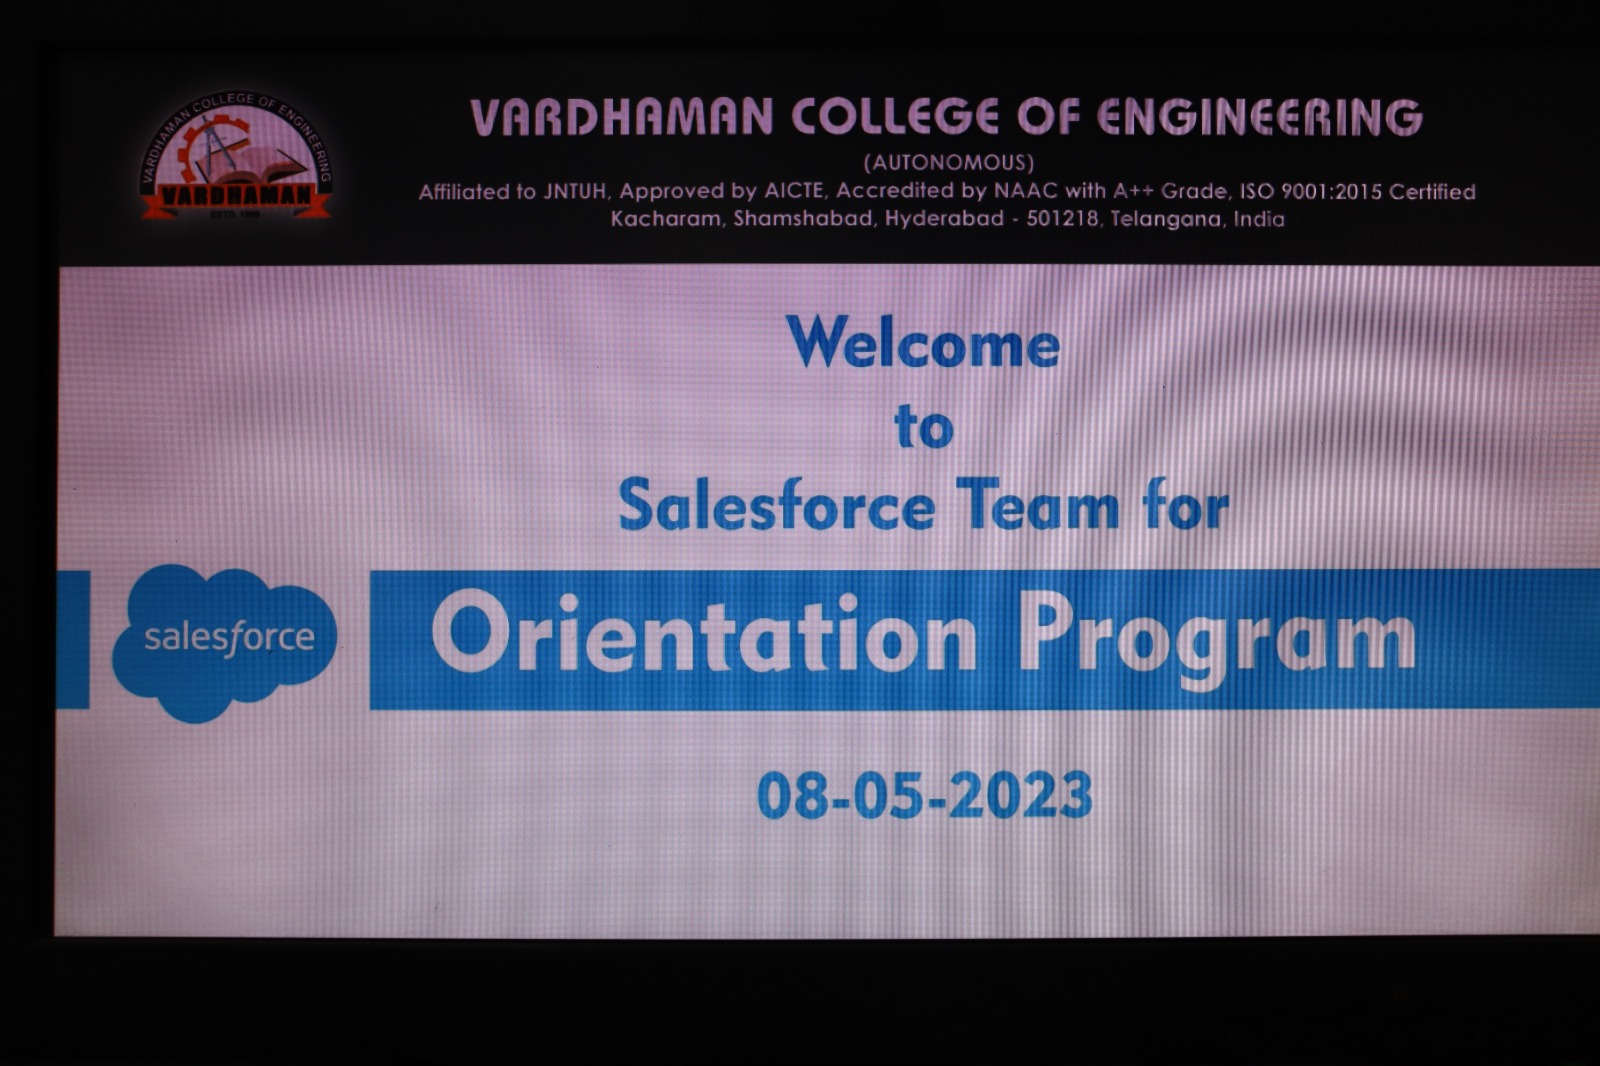 VARDHAMAN COLLEGE OF ENGINEERING
VARDHAMAN
ESTD. 1999
VARDHAMAN COLLEGE OF ENGINEERING
(AUTONOMOUS)
Affiliated to JNTUH, Approved by AICTE, Accredited by NAAC with A++ Grade, ISO 9001:2015 Certified
Kacharam, Shamshabad, Hyderabad - 501218, Telangana, India
Welcome
to
Salesforce Team for
salesforce
Orientation Program
08-05-2023